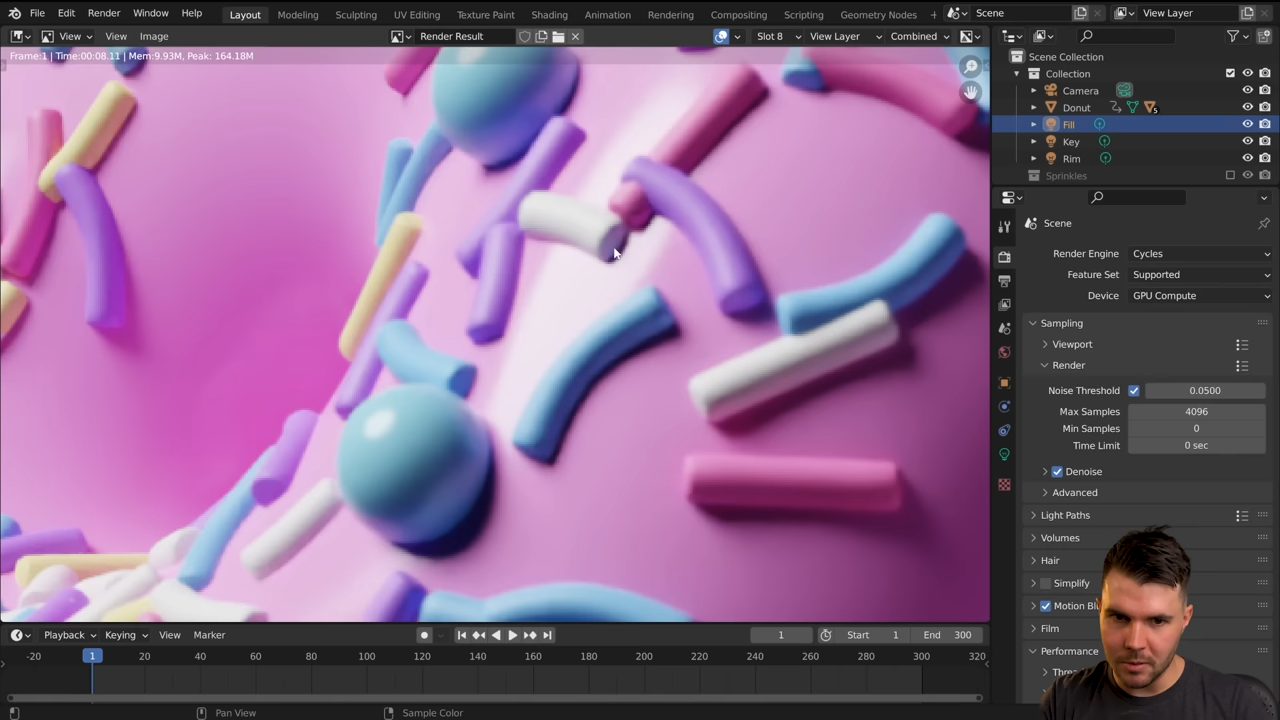 File Edit Render Window Help Layout Modeling Sculpting UV Editing Texture Paint Shading Animation Rendering Compositing Scripting Geometry Nodes + Scene View Layer
View View Image Render Result Slot 8 View Layer Combined
Frame:1 | Time:00:08.11 | Mem:9.93M, Peak: 164.18M
Scene Collection
Collection
Camera
Donut 5
Fill
Key
Rim
Sprinkles
Scene
Render Engine Cycles
Feature Set Supported
Device GPU Compute
Sampling
Viewport
Render
Noise Threshold 0.0500
Max Samples 4096
Min Samples 0
Time Limit 0 sec
Denoise
Advanced
Light Paths
Volumes
Hair
Simplify
Motion
Film
Performance
Playback Keying View Marker 1 Start 1 End 300
-20 1 20 40 60 80 100 120 140 160 180 200 220 240 260 280 300 320
Pan View Sample Color